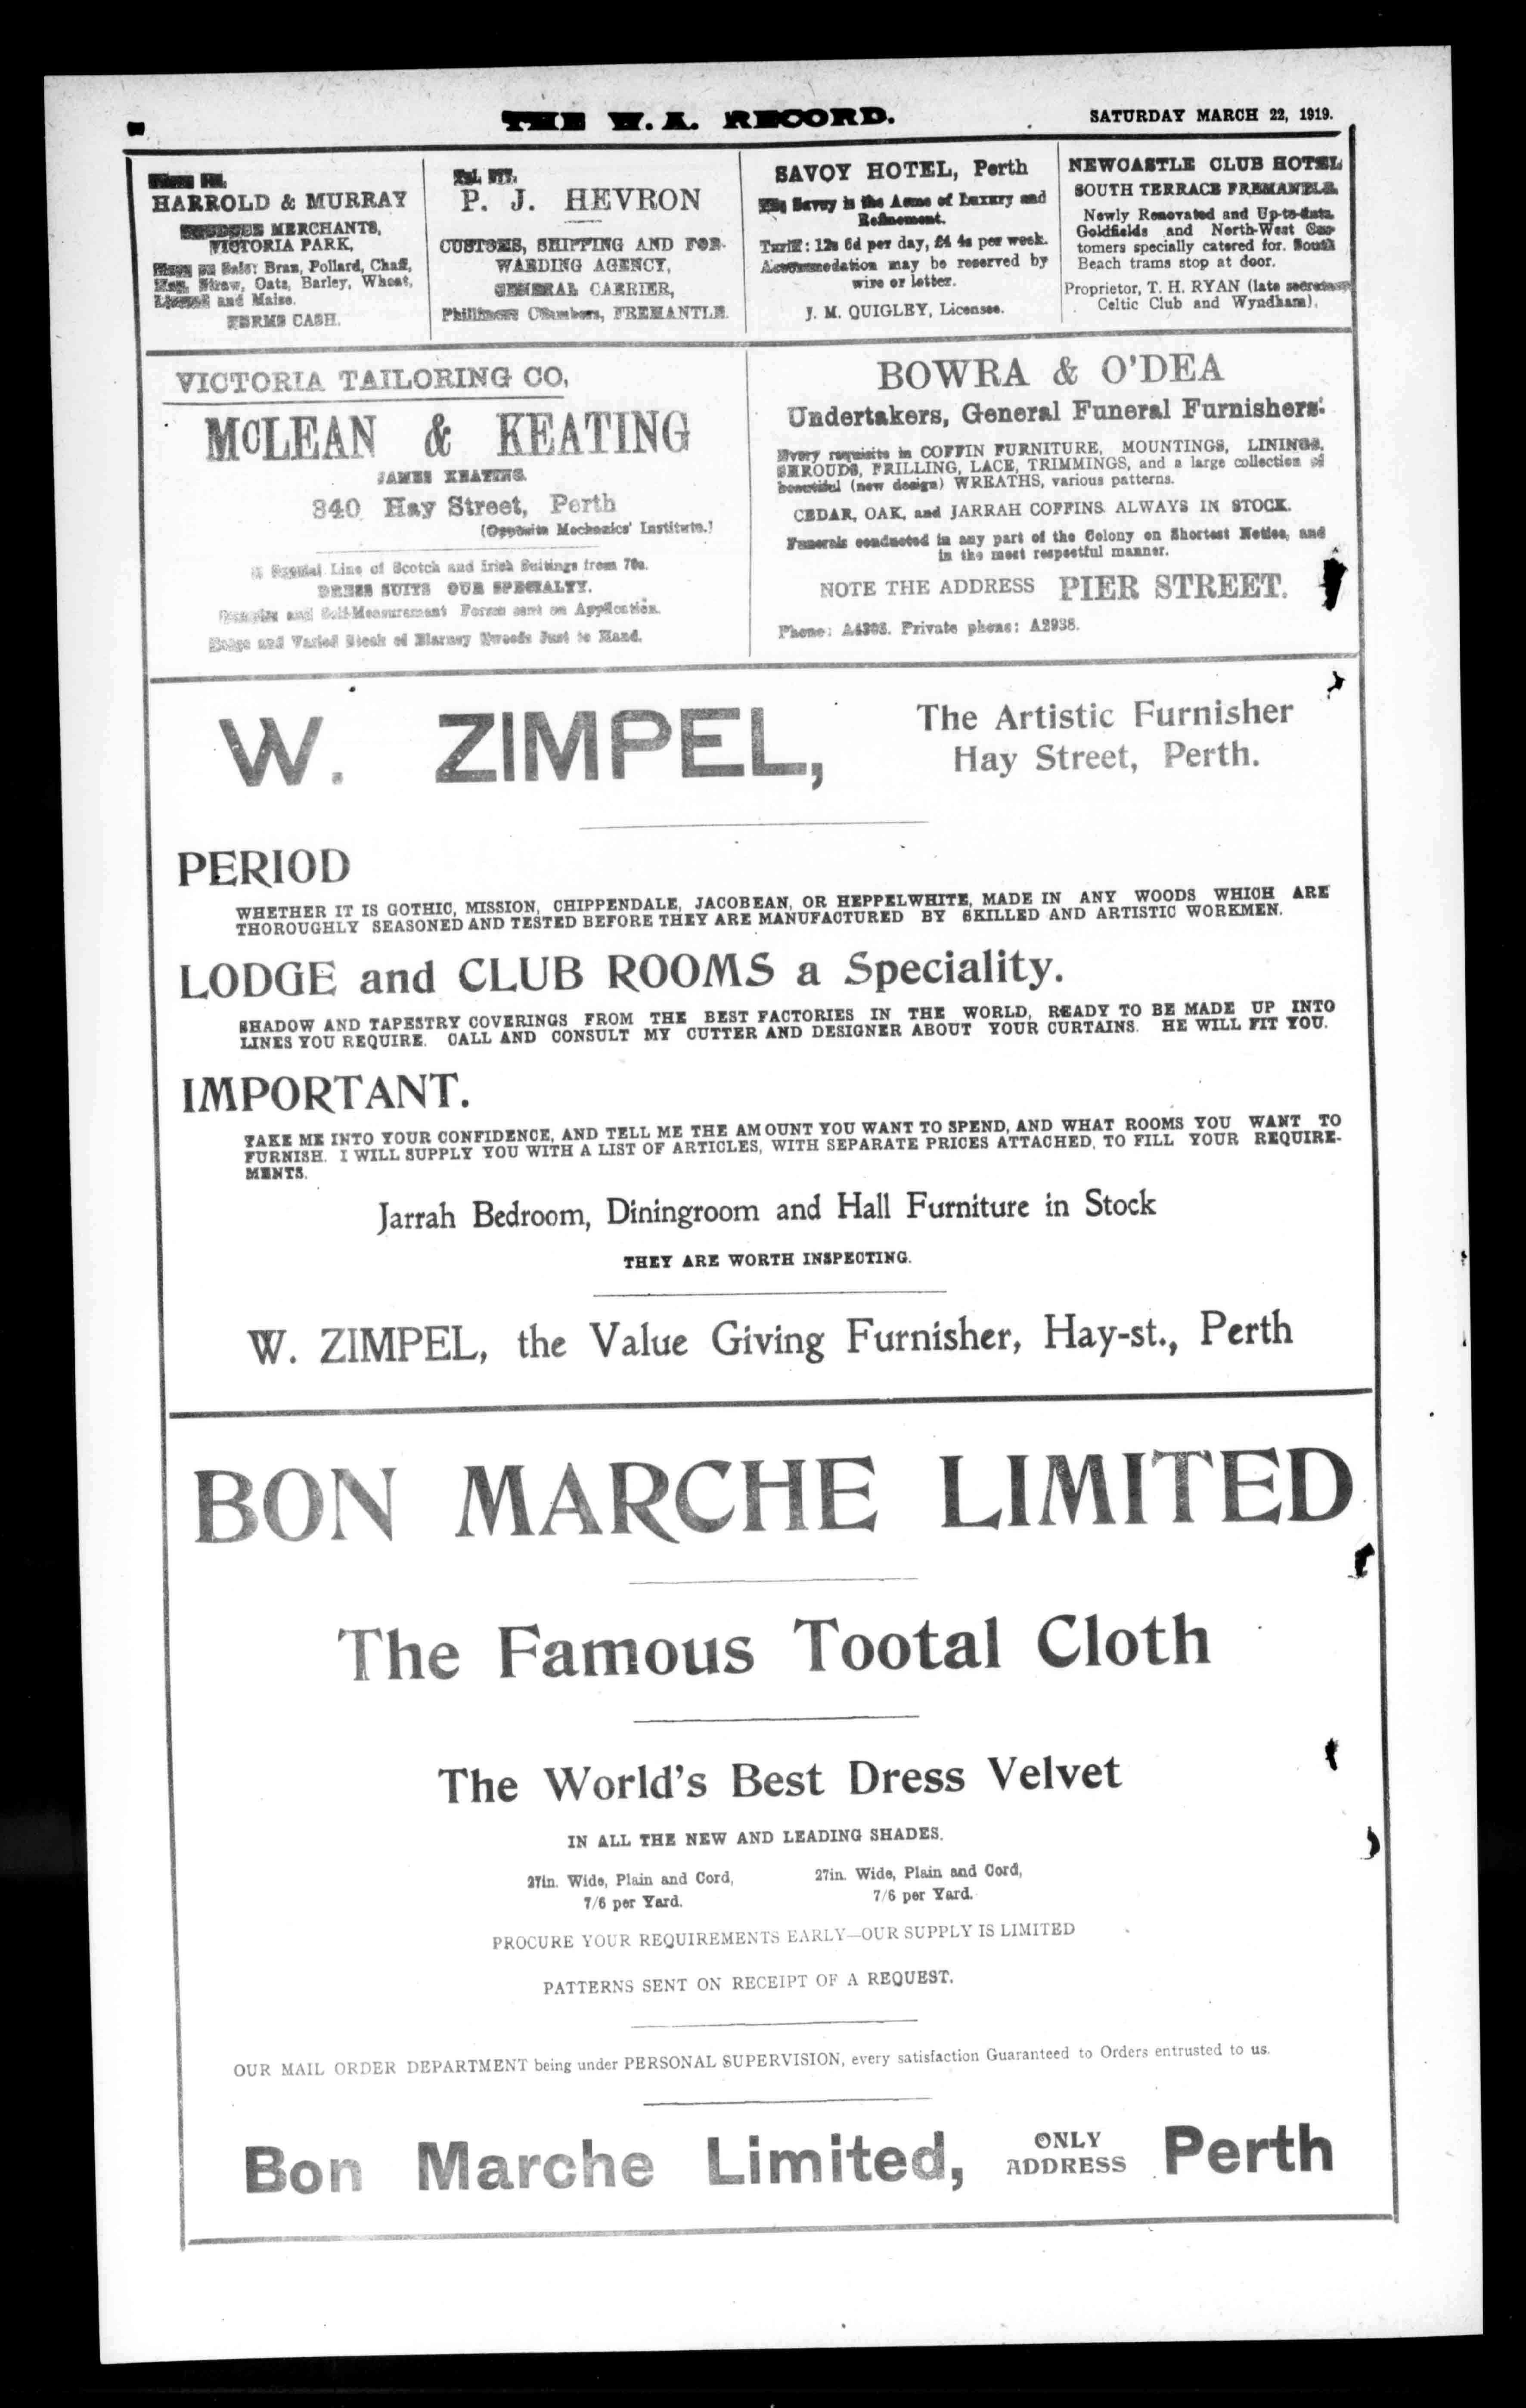 THE W. A. RECORD.
SATURDAY MARCH 22, 1919.
HARROLD & MURRAY
MERCHANTS,
VICTORIA PARK,
Bran, Pollard, Chaff,
Straw, Oats, Barley, Wheat,
and Maize.
TERMS CASH.
P. J. HEVRON
CUSTOMS, SHIPPING AND FOR-
WARDING AGENCY,
GENERAL CARRIER,
Phillimore Chambers, FREMANTLE.
SAVOY HOTEL, Perth
The Savoy is the Acme of Luxury and
Refinement.
Tariff: 12s 6d per day, £4 4s per week.
Accommodation may be reserved by
wire or letter.
J. M. QUIGLEY, Licensee.
NEWCASTLE CLUB HOTEL
SOUTH TERRACE FREMANTLE.
Newly Renovated and Up-to-data
Goldfields and North-West Cus-
tomers specially catered for. South
Beach trams stop at door.
Proprietor, T. H. RYAN (late secretary
Celtic Club and Wyndham).
VICTORIA TAILORING CO,
McLEAN & KEATING
JAMES KEATING.
840 Hay Street, Perth
(Opposite Mechanics' Institute.)
Special Line of Scotch and Irish Suitings from 70s.
DRESS SUITS OUR SPECIALTY.
and Self-Measurement Forms sent on Application.
Large and Varied Stock of Blarney Tweeds Just to Hand.
BOWRA & O'DEA
Undertakers, General Funeral Furnishers.
Every requisite in COFFIN FURNITURE, MOUNTINGS, LININGS,
SHROUDS, FRILLING, LACE, TRIMMINGS, and a large collection of
beautiful (new design) WREATHS, various patterns.
CEDAR, OAK, and JARRAH COFFINS ALWAYS IN STOCK.
Funerals conducted in any part of the Colony on Shortest Notice, and
in the most respectful manner.
NOTE THE ADDRESS PIER STREET.
Phone: Private phone: A2938.
W. ZIMPEL,
The Artistic Furnisher
Hay Street, Perth.
PERIOD
WHETHER IT IS GOTHIC, MISSION, CHIPPENDALE, JACOBEAN, OR HEPPELWHITE, MADE IN ANY WOODS WHICH ARE
THOROUGHLY SEASONED AND TESTED BEFORE THEY ARE MANUFACTURED BY SKILLED AND ARTISTIC WORKMEN.
LODGE and CLUB ROOMS a Speciality.
SHADOW AND TAPESTRY COVERINGS FROM THE BEST FACTORIES IN THE WORLD, READY TO BE MADE UP INTO
LINES YOU REQUIRE. CALL AND CONSULT MY CUTTER AND DESIGNER ABOUT YOUR CURTAINS. HE WILL FIT YOU.
IMPORTANT.
TAKE ME INTO YOUR CONFIDENCE, AND TELL ME THE AMOUNT YOU WANT TO SPEND, AND WHAT ROOMS YOU WANT TO
FURNISH. I WILL SUPPLY YOU WITH A LIST OF ARTICLES, WITH SEPARATE PRICES ATTACHED, TO FILL YOUR REQUIRE-
MENTS.
Jarrah Bedroom, Diningroom and Hall Furniture in Stock
THEY ARE WORTH INSPECTING.
W. ZIMPEL, the Value Giving Furnisher, Hay-st., Perth
BON MARCHE LIMITED
The Famous Tootal Cloth
The World's Best Dress Velvet
IN ALL THE NEW AND LEADING SHADES.
27in. Wide, Plain and Cord,
7/6 per Yard.
27in. Wide, Plain and Cord,
7/6 per Yard.
PROCURE YOUR REQUIREMENTS EARLY—OUR SUPPLY IS LIMITED
PATTERNS SENT ON RECEIPT OF A REQUEST.
OUR MAIL ORDER DEPARTMENT being under PERSONAL SUPERVISION, every satisfaction Guaranteed to Orders entrusted to us.
Bon Marche Limited, ONLY ADDRESS Perth